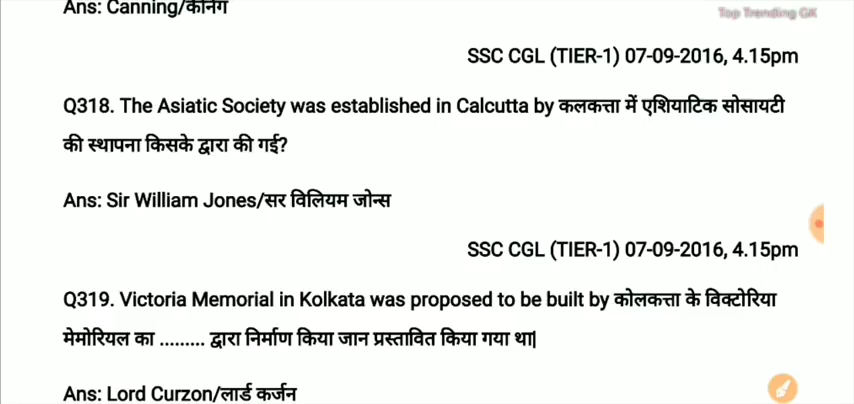 Ans: Canning/कैनिंग
Top Trending GK
SSC CGL (TIER-1) 07-09-2016, 4.15pm
Q318. The Asiatic Society was established in Calcutta by कलकत्ता में एशियाटिक सोसायटी
की स्थापना किसके द्वारा की गई?
Ans: Sir William Jones/सर विलियम जोन्स
SSC CGL (TIER-1) 07-09-2016, 4.15pm
Q319. Victoria Memorial in Kolkata was proposed to be built by कोलकत्ता के विक्टोरिया
मेमोरियल का ......... द्वारा निर्माण किया जान प्रस्तावित किया गया था|
Ans: Lord Curzon/लार्ड कर्जन